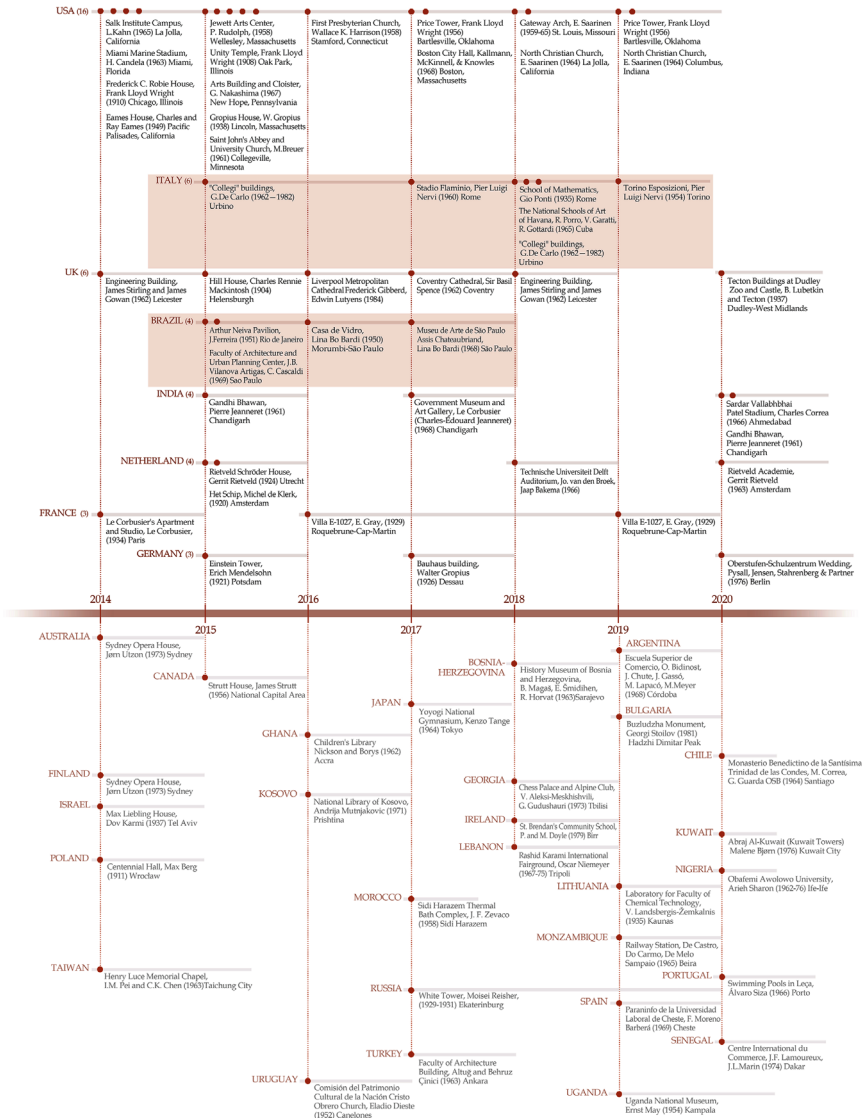 USA (16)
Salk Institute Campus,
L.Kahn (1965) La Jolla,
California
Miami Marine Stadium,
H. Candela (1963) Miami,
Florida
Frederick C. Robie House,
Frank Lloyd Wright
(1910) Chicago, Illinois
Eames House, Charles and
Ray Eames (1949) Pacific
Palisades, California
Jewett Arts Center,
P. Rudolph, (1958)
Wellesley, Massachusetts
Unity Temple, Frank Lloyd
Wright (1908) Oak Park,
Illinois
Arts Building and Cloister,
G. Nakashima (1967)
New Hope, Pennsylvania
Gropius House, W. Gropius
(1938) Lincoln, Massachusetts
Saint John's Abbey and
University Church, M.Breuer
(1961) Collegeville,
Minnesota
First Presbyterian Church,
Wallace K. Harrison (1958)
Stamford, Connecticut
Price Tower, Frank Lloyd
Wright (1956)
Bartlesville, Oklahoma
Boston City Hall, Kallmann,
McKinnell, & Knowles
(1968) Boston,
Massachusetts
Gateway Arch, E. Saarinen
(1959-65) St. Louis, Missouri
North Christian Church,
E. Saarinen (1964) La Jolla,
California
Price Tower, Frank Lloyd
Wright (1956)
Bartlesville, Oklahoma
North Christian Church,
E. Saarinen (1964) Columbus,
Indiana
ITALY (6)
"Collegi" buildings,
G.De Carlo (1962—1982)
Urbino
Stadio Flaminio, Pier Luigi
Nervi (1960) Rome
School of Mathematics,
Gio Ponti (1935) Rome
The National Schools of Art
of Havana, R. Porro, V. Garatti,
R. Gottardi (1965) Cuba
"Collegi" buildings,
G.De Carlo (1962—1982)
Urbino
Torino Esposizioni, Pier
Luigi Nervi (1954) Torino
UK (6)
Engineering Building,
James Stirling and James
Gowan (1962) Leicester
Hill House, Charles Rennie
Mackintosh (1904)
Helensburgh
Liverpool Metropolitan
CathedralFrederick Gibberd,
Edwin Lutyens (1984)
Coventry Cathedral, Sir Basil
Spence (1962) Coventry
Engineering Building,
James Stirling and James
Gowan (1962) Leicester
Tecton Buildings at Dudley
Zoo and Castle, B. Lubetkin
and Tecton (1937)
Dudley-West Midlands
BRAZIL (4)
Arthur Neiva Pavilion,
J.Ferreira (1951) Rio de Janeiro
Faculty of Architecture and
Urban Planning Center, J.B.
Vilanova Artigas, C. Cascaldi
(1969) Sao Paulo
Casa de Vidro,
Lina Bo Bardi (1950)
Morumbi-São Paulo
Museu de Arte de São Paulo
Assis Chateaubriand,
Lina Bo Bardi (1968) São Paulo
INDIA (4)
Gandhi Bhawan,
Pierre Jeanneret (1961)
Chandigarh
Government Museum and
Art Gallery, Le Corbusier
(Charles-Édouard Jeanneret)
(1968) Chandigarh
Sardar Vallabhbhai
Patel Stadium, Charles Correa
(1966) Ahmedabad
Gandhi Bhawan,
Pierre Jeanneret (1961)
Chandigarh
NETHERLAND (4)
Rietveld Schröder House,
Gerrit Rietveld (1924) Utrecht
Het Schip, Michel de Klerk,
(1920) Amsterdam
Technische Universiteit Delft
Auditorium, Jo. van den Broek,
Jaap Bakema (1966)
Rietveld Academie,
Gerrit Rietveld
(1963) Amsterdam
FRANCE (3)
Le Corbusier's Apartment
and Studio, Le Corbusier,
(1934) Paris
Villa E-1027, E. Gray, (1929)
Roquebrune-Cap-Martin
Villa E-1027, E. Gray, (1929)
Roquebrune-Cap-Martin
GERMANY (3)
Einstein Tower,
Erich Mendelsohn
(1921) Potsdam
Bauhaus building,
Walter Gropius
(1926) Dessau
Oberstufen-Schulzentrum Wedding,
Pysall, Jensen, Stahrenberg & Partner
(1976) Berlin
2014
2016
2018
2020
2015
2017
2019
AUSTRALIA
Sydney Opera House,
Jørn Utzon (1973) Sydney
CANADA
Strutt House, James Strutt
(1956) National Capital Area
ARGENTINA
Escuela Superior de
Comercio, O. Bidinost,
J. Chute, J. Gassó,
M. Lapacó, M.Meyer
(1968) Córdoba
BOSNIA-
HERZEGOVINA
History Museum of Bosnia
and Herzegovina,
B. Magaš, E. Šmidihen,
R. Horvat (1963)Sarajevo
JAPAN
Yoyogi National
Gymnasium, Kenzo Tange
(1964) Tokyo
BULGARIA
Buzludzha Monument,
Georgi Stoilov (1981)
Hadzhi Dimitar Peak
GHANA
Children's Library
Nickson and Borys (1962)
Accra
CHILE
Monasterio Benedictino de la Santísima
Trinidad de las Condes, M. Correa,
G. Guarda OSB (1964) Santiago
FINLAND
Sydney Opera House,
Jørn Utzon (1973) Sydney
GEORGIA
Chess Palace and Alpine Club,
V. Aleksi-Meskhishvili,
G. Gudushauri (1973) Tbilisi
KOSOVO
National Library of Kosovo,
Andrija Mutnjakovic (1971)
Prishtina
ISRAEL
Max Liebling House,
Dov Karmi (1937) Tel Aviv
IRELAND
St. Brendan's Community School,
P. and M. Doyle (1979) Birr
KUWAIT
Abraj Al-Kuwait (Kuwait Towers)
Malene Bjørn (1976) Kuwait City
LEBANON
Rashid Karami International
Fairground, Oscar Niemeyer
(1967-75) Tripoli
POLAND
Centennial Hall, Max Berg
(1911) Wrocław
NIGERIA
Obafemi Awolowo University,
Arieh Sharon (1962-76) Ife-Ife
LITHUANIA
Laboratory for Faculty of
Chemical Technology,
V. Landsbergis-Žemkalnis
(1935) Kaunas
MOROCCO
Sidi Harazem Thermal
Bath Complex, J. F. Zevaco
(1958) Sidi Harazem
MONZAMBIQUE
Railway Station, De Castro,
Do Carmo, De Melo
Sampaio (1965) Beira
TAIWAN
Henry Luce Memorial Chapel,
I.M. Pei and C.K. Chen (1963)Taichung City
PORTUGAL
Swimming Pools in Leça,
Álvaro Siza (1966) Porto
RUSSIA
White Tower, Moisei Reisher,
(1929-1931) Ekaterinburg
SPAIN
Paraninfo de la Universidad
Laboral de Cheste, F. Moreno
Barberá (1969) Cheste
SENEGAL
Centre International du
Commerce, J.F. Lamoureux,
J.L.Marin (1974) Dakar
TURKEY
Faculty of Architecture
Building, Altuğ and Behruz
Çinici (1963) Ankara
URUGUAY
Comisión del Patrimonio
Cultural de la Nación Cristo
Obrero Church, Eladio Dieste
(1952) Canelones
UGANDA
Uganda National Museum,
Ernst May (1954) Kampala